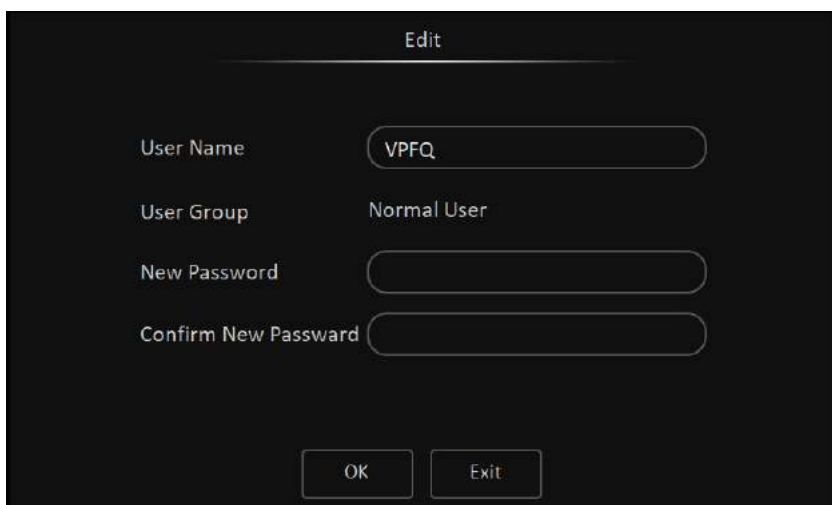 Edit
User Name VPFQ
User Group Normal User
New Password
Confirm New Passward
OK Exit